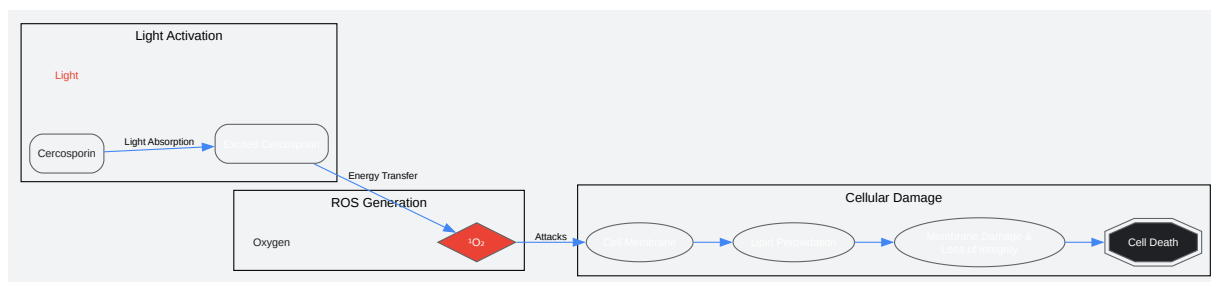 Light Activation
Light
Cercosporin
Light Absorption
Excited Cercosporin
Energy Transfer
ROS Generation
Oxygen
¹O₂
Attacks
Cellular Damage
Cell Membrane
Lipid Peroxidation
Membrane Damage &
Loss of Integrity
Cell Death